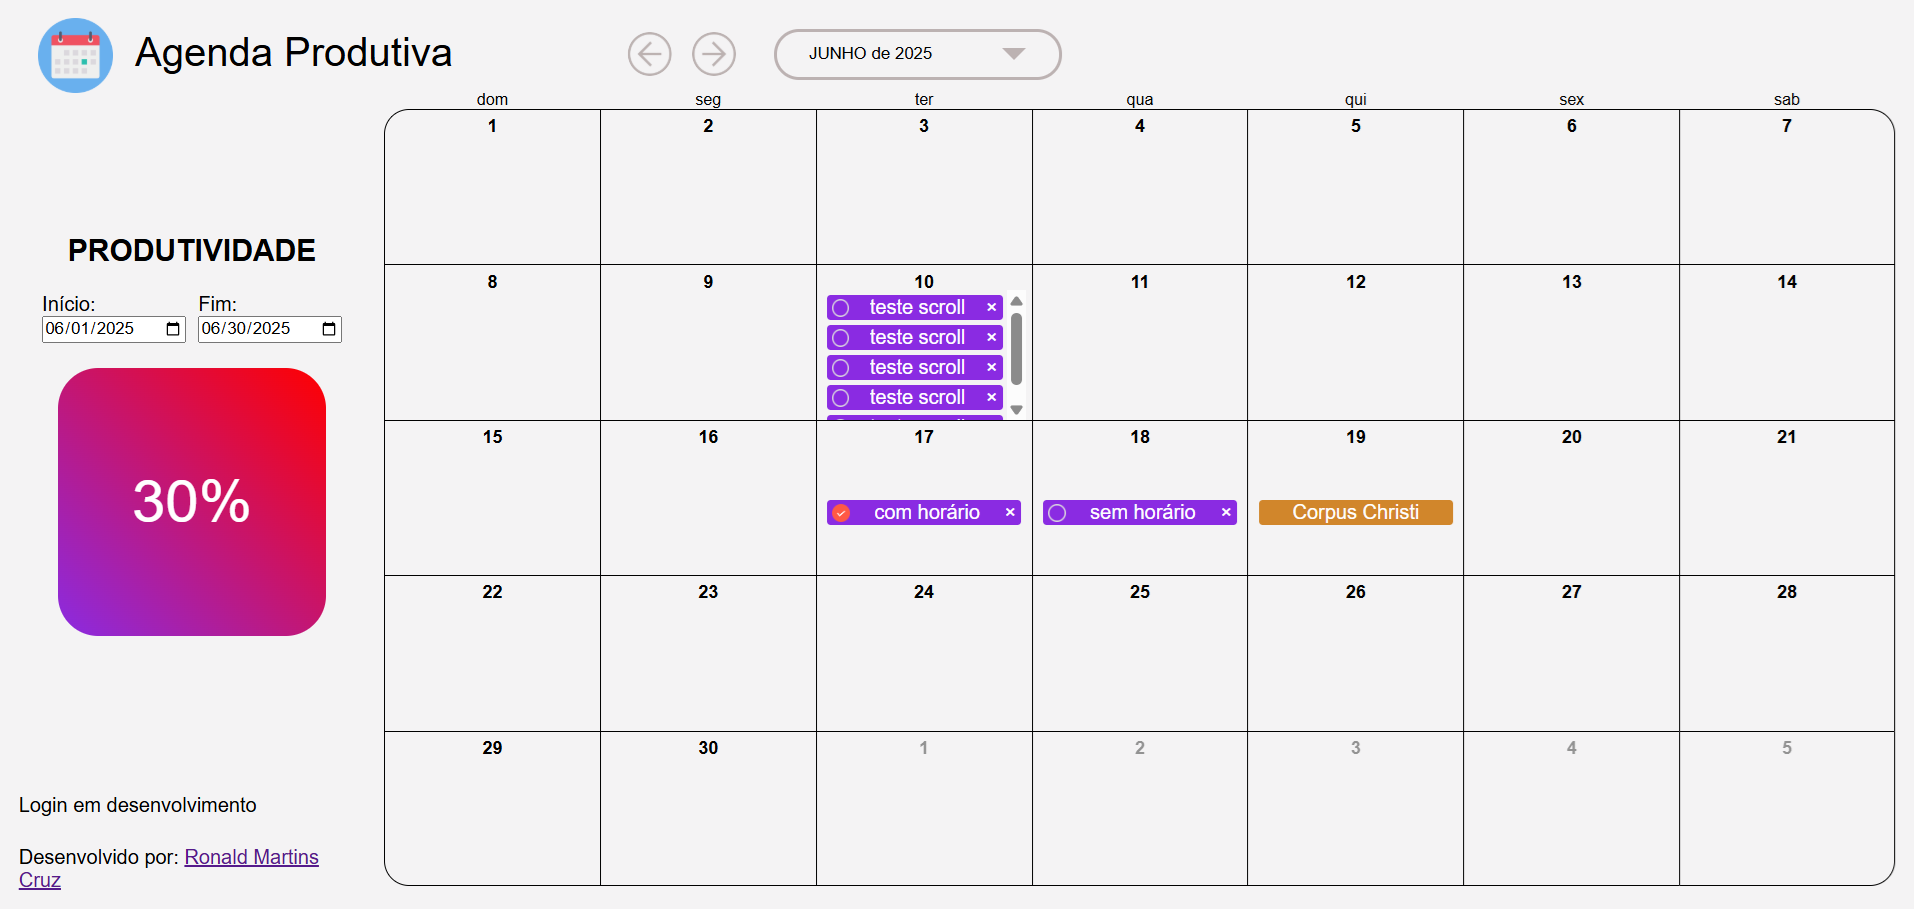 Agenda Produtiva
JUNHO de 2025
dom seg ter qua qui sex sab
1 2 3 4 5 6 7
PRODUTIVIDADE
Início: Fim:
06/01/2025 06/30/2025
30%
8 9 10 11 12 13 14
teste scroll ×
teste scroll ×
teste scroll ×
teste scroll ×
15 16 17 18 19 20 21
com horário × sem horário × Corpus Christi
22 23 24 25 26 27 28
29 30 1 2 3 4 5
Login em desenvolvimento
Desenvolvido por: Ronald Martins
Cruz